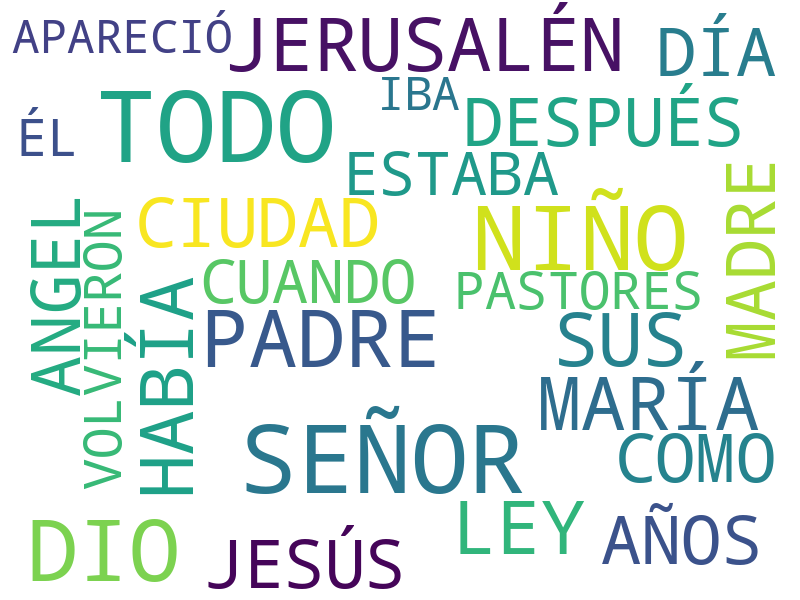 APARECIÓ
JERUSALÉN
DÍA
IBA
TODO
DESPUÉS
ÉL
ESTABA
MADRE
CIUDAD
NIÑO
ANGEL
VOLVIERON
CUANDO
PASTORES
HABÍA
PADRE
SUS
MARÍA
SEÑOR
COMO
LEY
DIO
JESÚS
AÑOS